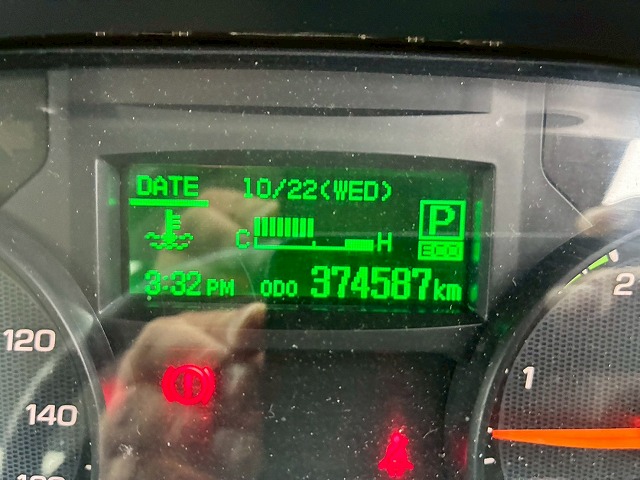 DATE 10/22(WED)
P
C H
ECO
3:32 PM ODO 374587km
120
140
2
1